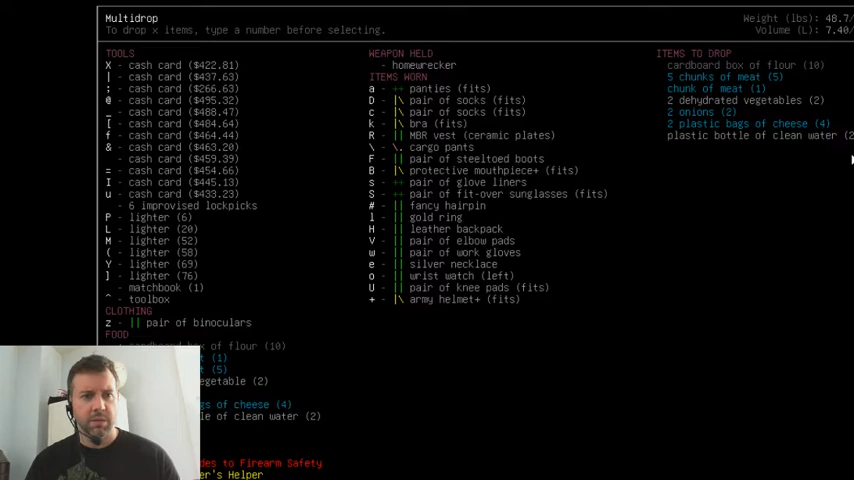 Multidrop
To drop x items, type a number before selecting.
Weight (lbs): 48.7/
Volume (L): 7.40/
TOOLS
X - cash card ($422.81)
| - cash card ($437.63)
; - cash card ($266.63)
@ - cash card ($495.32)
_ - cash card ($488.47)
[ - cash card ($484.64)
f - cash card ($464.44)
& - cash card ($463.20)
- cash card ($459.39)
= - cash card ($454.66)
I - cash card ($445.13)
u - cash card ($433.23)
- 6 improvised lockpicks
P - lighter (6)
L - lighter (20)
M - lighter (52)
( - lighter (58)
Y - lighter (69)
] - lighter (76)
- matchbook (1)
^ - toolbox
CLOTHING
z - || pair of binoculars
FOOD
cardboard box of flour (10)
t (1)
t (5)
egetable (2)
gs of cheese (4)
le of clean water (2)
des to Firearm Safety
er's Helper
WEAPON HELD
- homewrecker
ITEMS WORN
a - ++ panties (fits)
D - |\ pair of socks (fits)
c - |\ pair of socks (fits)
k - |\ bra (fits)
R - || MBR vest (ceramic plates)
\ - \. cargo pants
F - || pair of steeltoed boots
B - |\ protective mouthpiece+ (fits)
s - ++ pair of glove liners
S - ++ pair of fit-over sunglasses (fits)
# - || fancy hairpin
l - || gold ring
H - || leather backpack
V - || pair of elbow pads
w - || pair of work gloves
e - || silver necklace
o - || wrist watch (left)
U - || pair of knee pads (fits)
+ - |\ army helmet+ (fits)
ITEMS TO DROP
cardboard box of flour (10)
5 chunks of meat (5)
chunk of meat (1)
2 dehydrated vegetables (2)
2 onions (2)
2 plastic bags of cheese (4)
plastic bottle of clean water (2